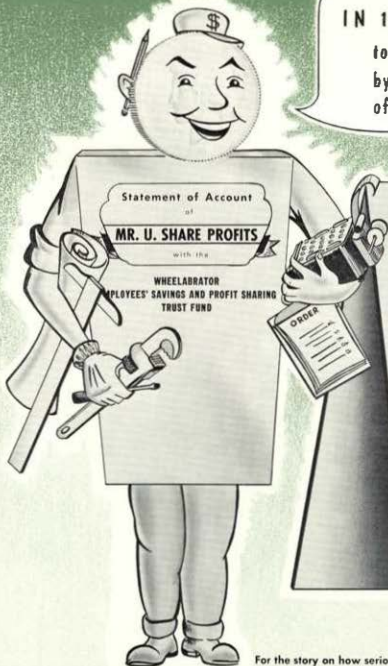 $
IN 1
to
by
of
Statement of Account
of
MR. U. SHARE PROFITS
with the
WHEELABRATOR
MPLOYEES' SAVINGS AND PROFIT SHARING
TRUST FUND
ORDER
For the story on how serio